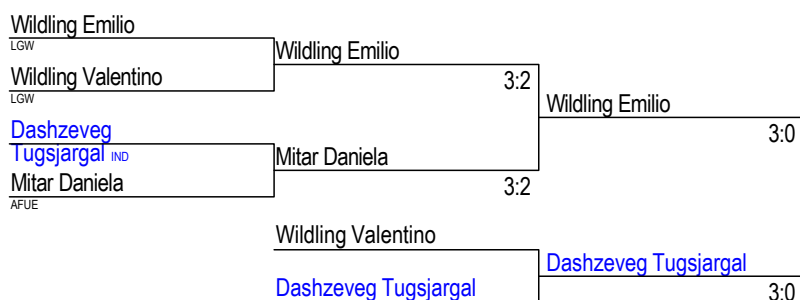 Wildling Emilio
LGW
Wildling Emilio
Wildling Valentino
3:2
LGW
Wildling Emilio
Dashzeveg
3:0
Tugsjargal IND
Mitar Daniela
Mitar Daniela
3:2
AFUE
Wildling Valentino
Dashzeveg Tugsjargal
Dashzeveg Tugsjargal
3:0